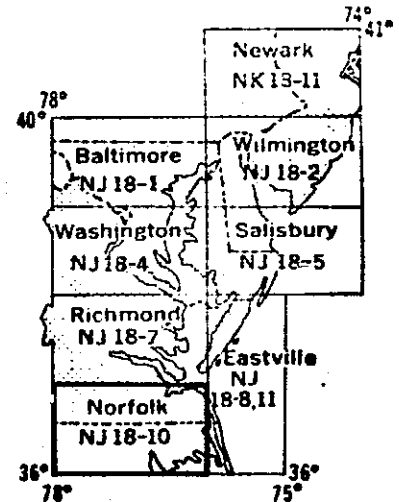 74°
41°
Newark
NK 13-11
78°
40°
Baltimore
NJ 18-1
Wilmington
NJ 18-2
Washington
NJ 18-4
Salisbury
NJ 18-5
Richmond
NJ 18-7
Eastville
NJ
18-8,11
Norfolk
NJ 18-10
36°
78°
75°
36°